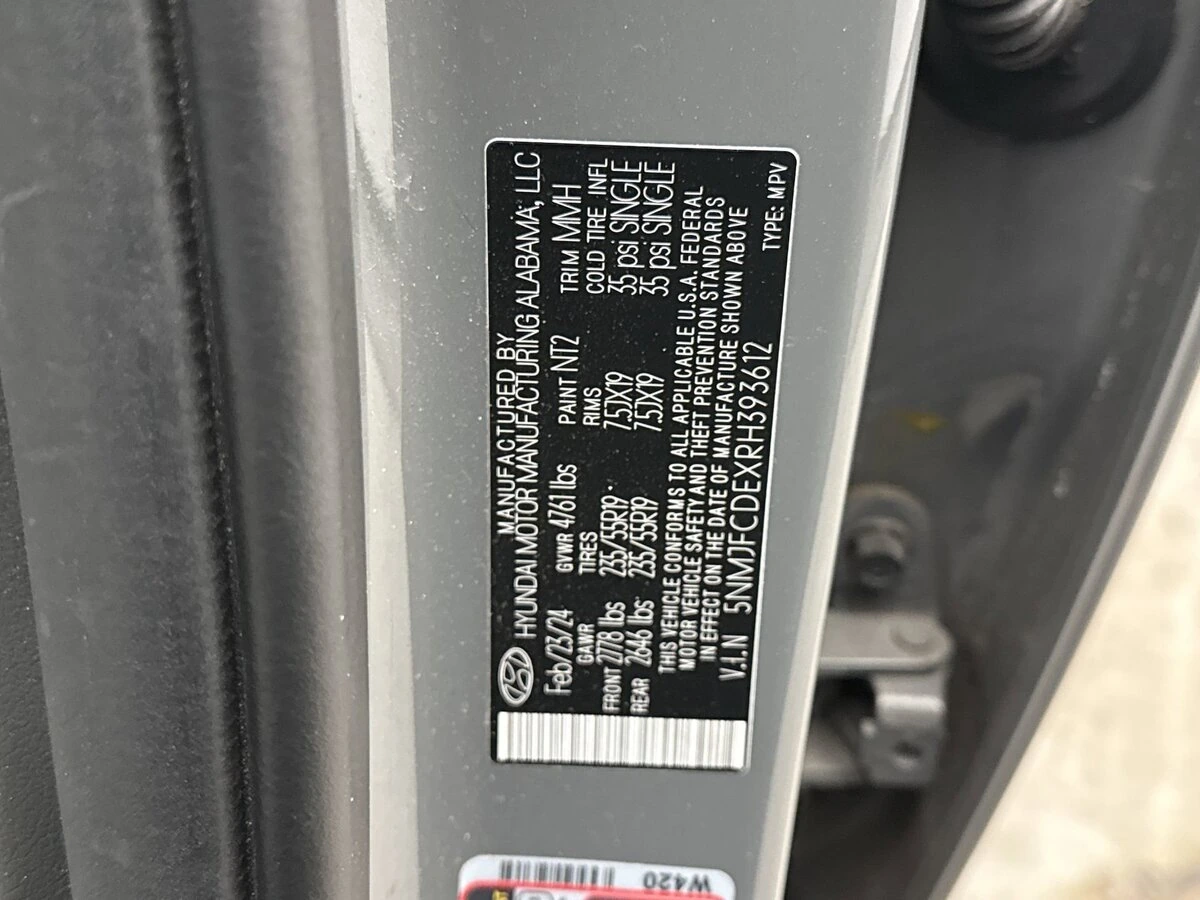 MANUFACTURED BY
HYUNDAI MOTOR MANUFACTURING ALABAMA, LLC
Feb/23/24 GVWR 4761 lbs PAINT NT2 TRIM MMH
GAWR TIRES RIMS COLD TIRE INFL
FRONT 2778 lbs 235/55R19 7.5JX19 35 psi SINGLE
REAR 2646 lbs 235/55R19 7.5JX19 35 psi SINGLE
THIS VEHICLE CONFORMS TO ALL APPLICABLE U.S.A. FEDERAL
MOTOR VEHICLE SAFETY AND THEFT PREVENTION STANDARDS
IN EFFECT ON THE DATE OF MANUFACTURE SHOWN ABOVE
V.I.N 5NMJFCDEXRH393612 TYPE: MPV
W420